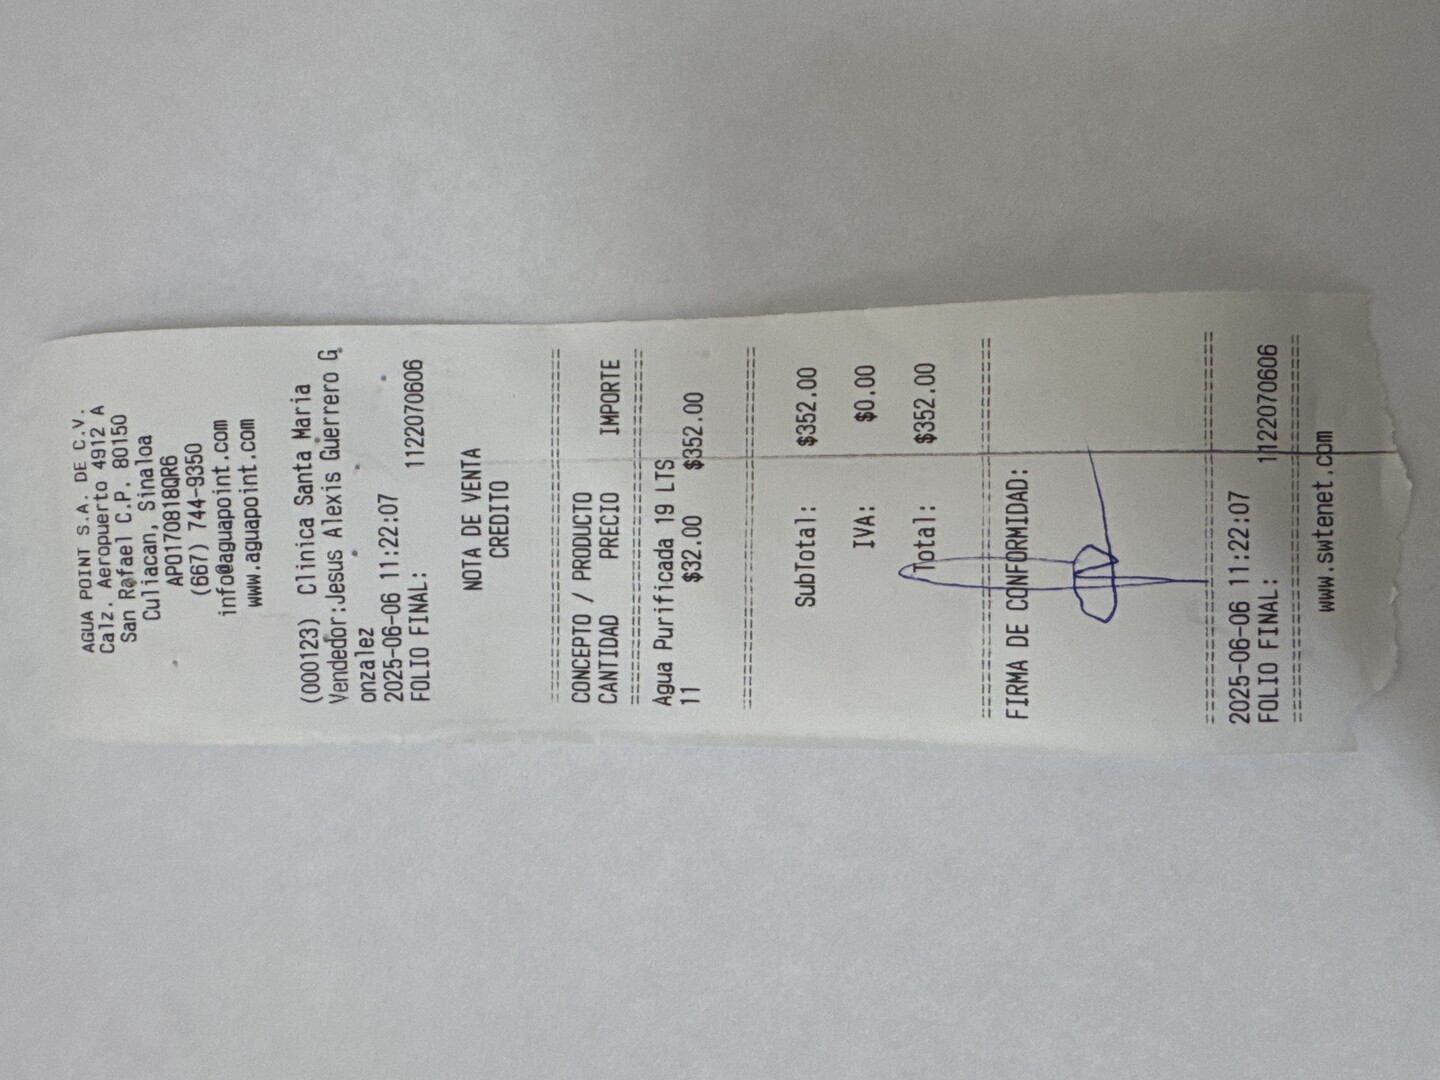 AGUA POINT S.A. DE C.V.
Calz. Aeropuerto 4912 A
San Rafael C.P. 80150
Culiacan, Sinaloa
APO170818QR6
(667) 744-9350
info@aguapoint.com
www.aguapoint.com
(000123) Clinica Santa Maria
Vendedor:Jesus Alexis Guerrero G
onzalez
2025-06-06 11:22:07
FOLIO FINAL: 1122070606
NOTA DE VENTA
CREDITO
================================
CONCEPTO / PRODUCTO
CANTIDAD PRECIO IMPORTE
================================
Agua Purificada 19 LTS
11 $32.00 $352.00
================================
SubTotal: $352.00
IVA: $0.00
Total: $352.00
================================
FIRMA DE CONFORMIDAD:
================================
2025-06-06 11:22:07
FOLIO FINAL: 1122070606
================================
www.swtenet.com